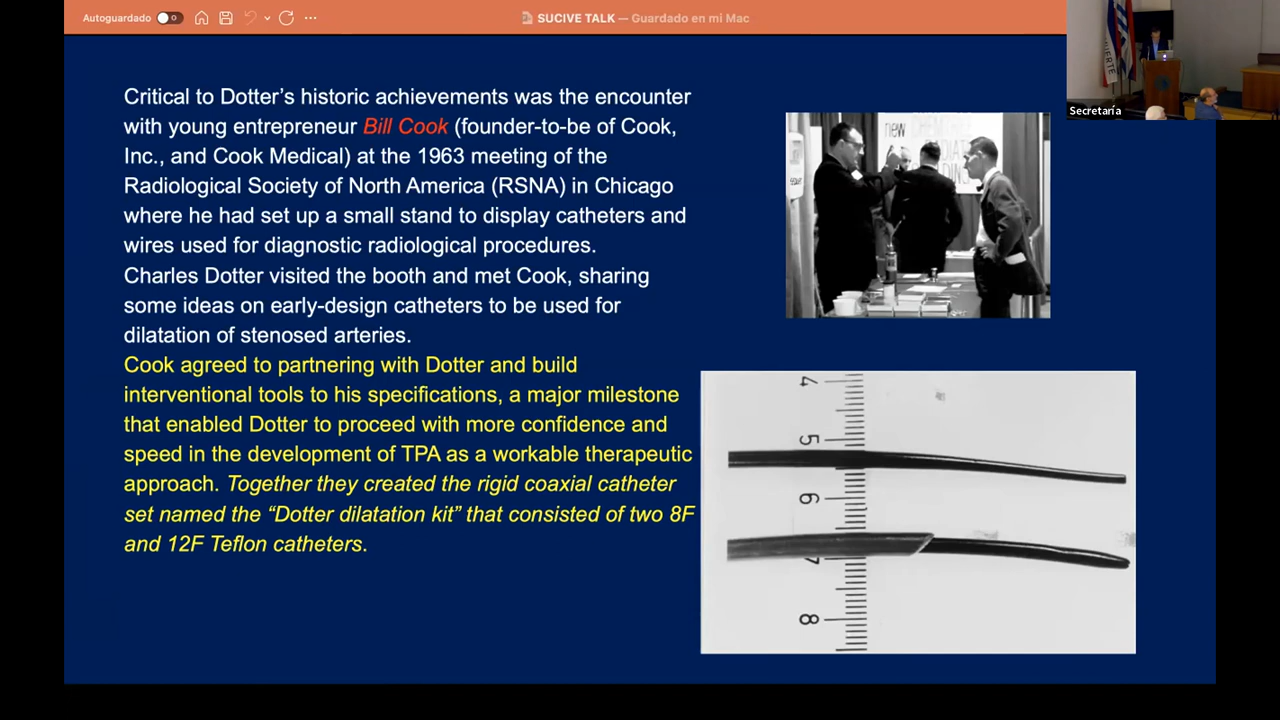 Autoguardado
SUCIVE TALK — Guardado en mi Mac
Secretaría
Critical to Dotter’s historic achievements was the encounter
with young entrepreneur Bill Cook (founder-to-be of Cook,
Inc., and Cook Medical) at the 1963 meeting of the
Radiological Society of North America (RSNA) in Chicago
where he had set up a small stand to display catheters and
wires used for diagnostic radiological procedures.
Charles Dotter visited the booth and met Cook, sharing
some ideas on early-design catheters to be used for
dilatation of stenosed arteries.
Cook agreed to partnering with Dotter and build
interventional tools to his specifications, a major milestone
that enabled Dotter to proceed with more confidence and
speed in the development of TPA as a workable therapeutic
approach. Together they created the rigid coaxial catheter
set named the “Dotter dilatation kit” that consisted of two 8F
and 12F Teflon catheters.
new
4
5
6
7
8